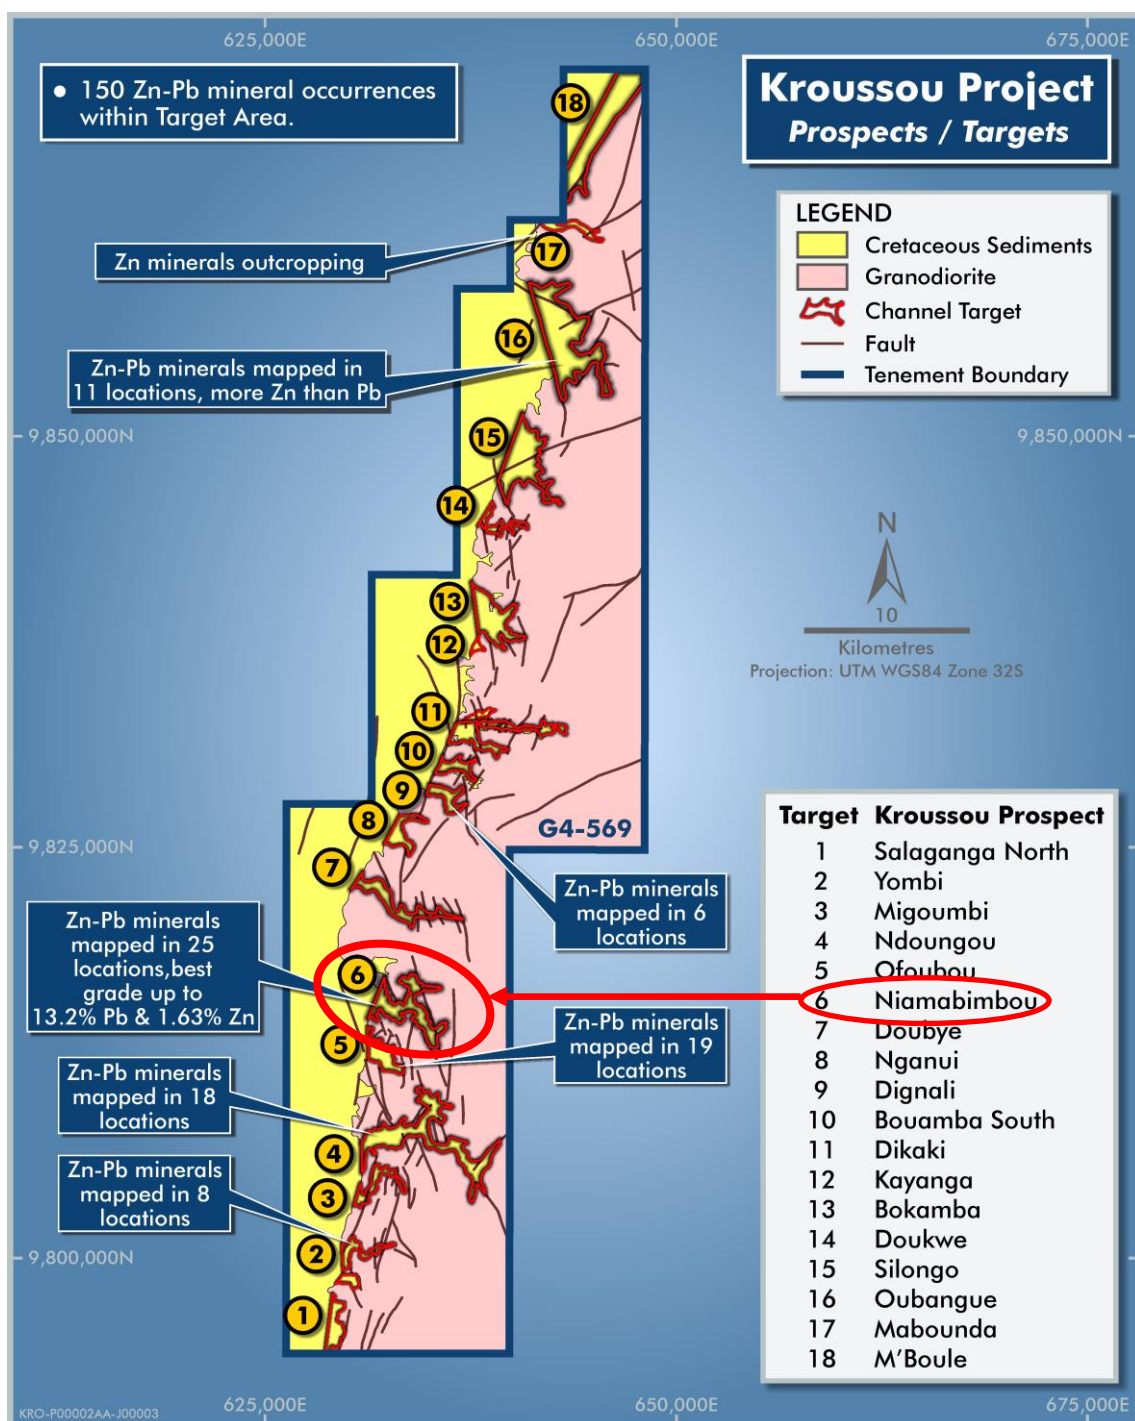 625,000E
650,000E
675,000E
150 Zn-Pb mineral occurrences
within Target Area.
Kroussou Project
Prospects / Targets
LEGEND
Cretaceous Sediments
Granodiorite
Channel Target
Fault
Tenement Boundary
18
17
Zn minerals outcropping
16
Zn-Pb minerals mapped in
11 locations, more Zn than Pb
9,850,000N
9,850,000N
15
14
N
10
Kilometres
Projection: UTM WGS84 Zone 32S
13
12
11
10
9
8
G4-569
9,825,000N
7
Zn-Pb minerals
mapped in 6
locations
Zn-Pb minerals
mapped in 25
locations,best
grade up to
13.2% Pb & 1.63% Zn
6
5
Zn-Pb minerals
mapped in 19
locations
Zn-Pb minerals
mapped in 18
locations
4
3
Zn-Pb minerals
mapped in 8
locations
2
9,800,000N
1
Target Kroussou Prospect
1 Salaganga North
2 Yombi
3 Migoumbi
4 Ndoungou
5 Ofoubou
6 Niamabimbou
7 Doubye
8 Nganui
9 Dignali
10 Bouamba South
11 Dikaki
12 Kayanga
13 Bokamba
14 Doukwe
15 Silongo
16 Oubangue
17 Mabounda
18 M'Boule
KRO-P00002AA-J00003
625,000E
650,000E
675,000E